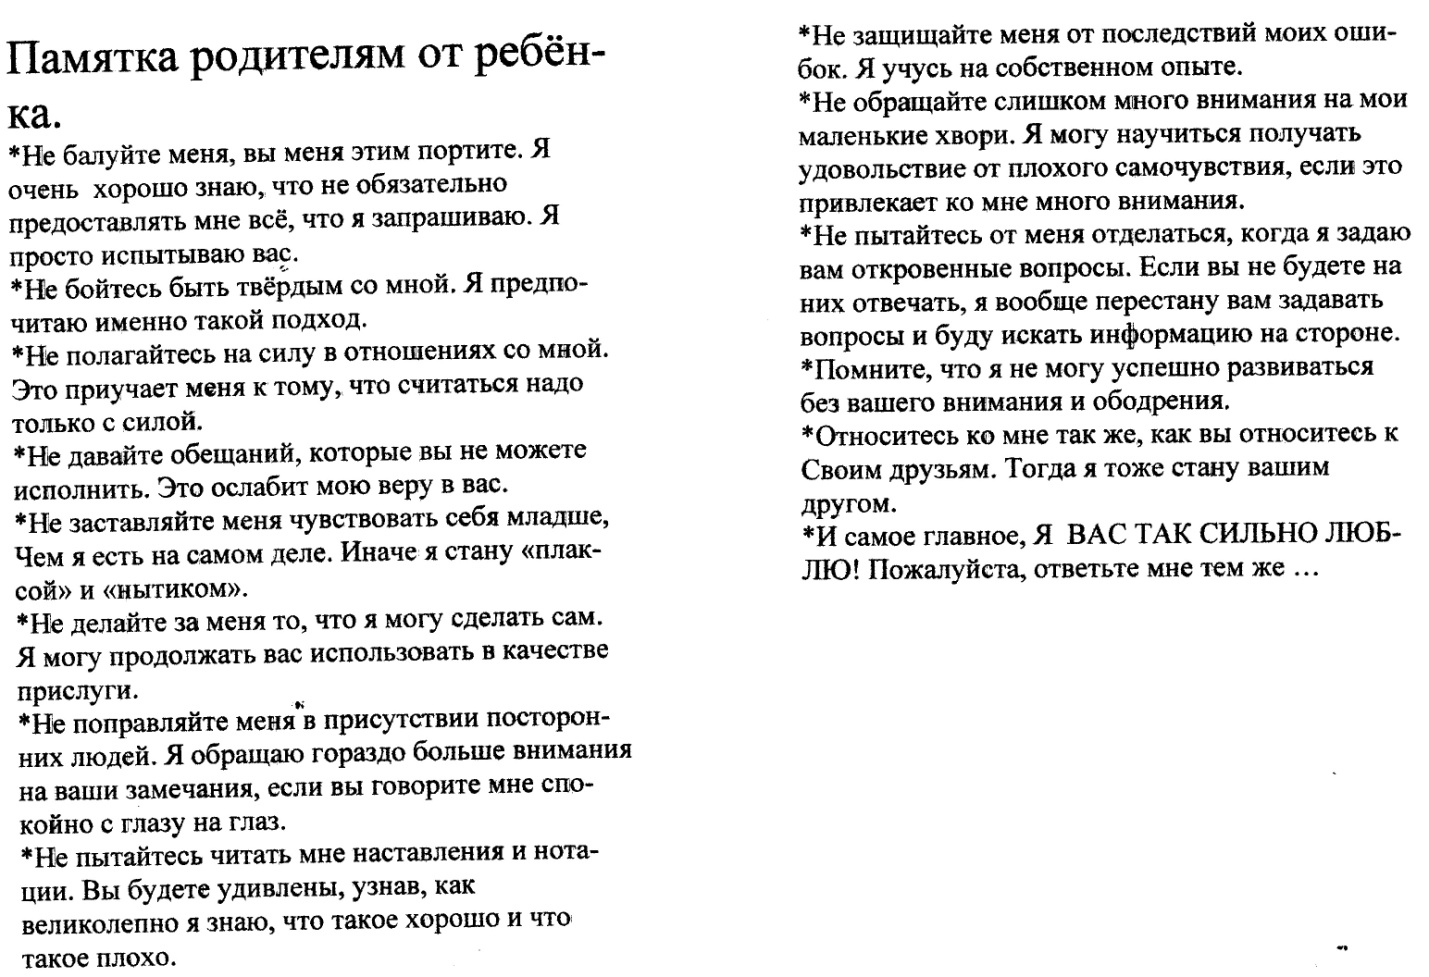 Памятка родителям от ребён-
ка.
*Не балуйте меня, вы меня этим портите. Я
очень  хорошо знаю, что не обязательно
предоставлять мне всё, что я запрашиваю. Я
просто испытываю вас.
*Не бойтесь быть твёрдым со мной. Я предпо-
читаю именно такой подход.
*Не полагайтесь на силу в отношениях со мной.
Это приучает меня к тому, что считаться надо
только с силой.
*Не давайте обещаний, которые вы не можете
исполнить. Это ослабит мою веру в вас.
*Не заставляйте меня чувствовать себя младше,
Чем я есть на самом деле. Иначе я стану «плак-
сой» и «нытиком».
*Не делайте за меня то, что я могу сделать сам.
Я могу продолжать вас использовать в качестве
прислуги.
*Не поправляйте меня в присутствии посторон-
них людей. Я обращаю гораздо больше внимания
на ваши замечания, если вы говорите мне спо-
койно с глазу на глаз.
*Не пытайтесь читать мне наставления и нота-
ции. Вы будете удивлены, узнав, как
великолепно я знаю, что такое хорошо и что
такое плохо.
*Не защищайте меня от последствий моих оши-
бок. Я учусь на собственном опыте.
*Не обращайте слишком много внимания на мои
маленькие хвори. Я могу научиться получать
удовольствие от плохого самочувствия, если это
привлекает ко мне много внимания.
*Не пытайтесь от меня отделаться, когда я задаю
вам откровенные вопросы. Если вы не будете на
них отвечать, я вообще перестану вам задавать
вопросы и буду искать информацию на стороне.
*Помните, что я не могу успешно развиваться
без вашего внимания и ободрения.
*Относитесь ко мне так же, как вы относитесь к
Своим друзьям. Тогда я тоже стану вашим
другом.
*И самое главное, Я  ВАС ТАК СИЛЬНО ЛЮБ-
ЛЮ! Пожалуйста, ответьте мне тем же …